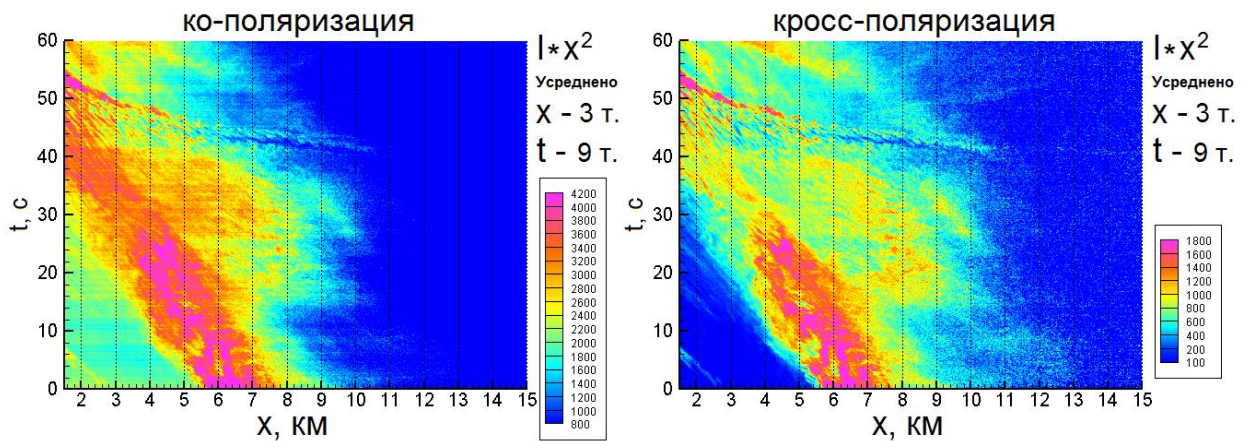 ко-поляризация
60
50
40
30
20
10
0
t, с
2 3 4 5 6 7 8 9 10 11 12 13 14 15
x, км
I*x²
Усреднено
x - 3 т.
t - 9 т.
4200
4000
3800
3600
3400
3200
3000
2800
2600
2400
2200
2000
1800
1600
1400
1200
1000
800
кросс-поляризация
60
50
40
30
20
10
0
t, с
2 3 4 5 6 7 8 9 10 11 12 13 14 15
x, км
I*x²
Усреднено
x - 3 т.
t - 9 т.
1800
1600
1400
1200
1000
800
600
400
200
100